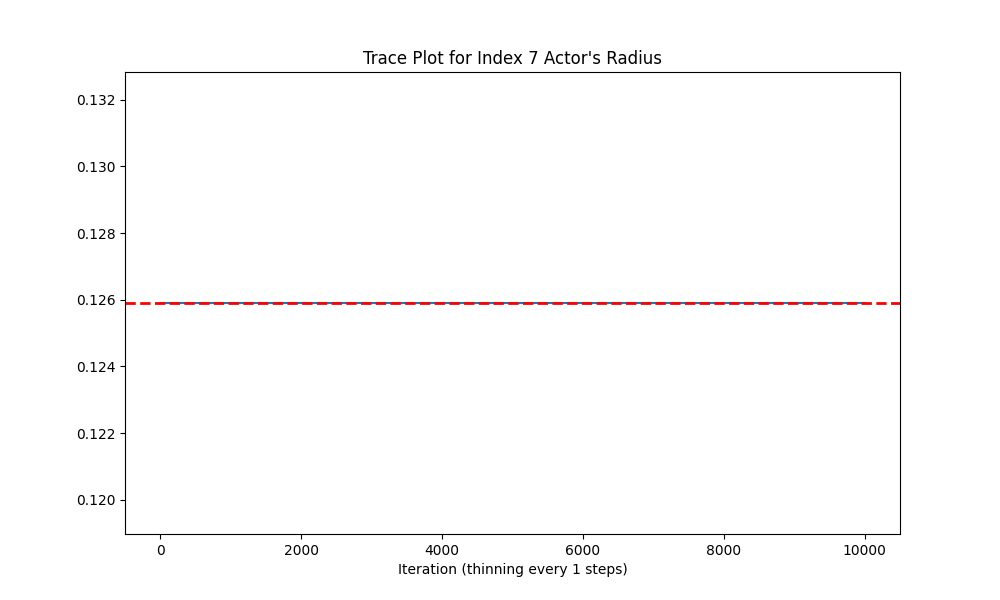 Trace Plot for Index 7 Actor's Radius
0.132
0.130
0.128
0.126
0.124
0.122
0.120
0 2000 4000 6000 8000 10000
Iteration (thinning every 1 steps)